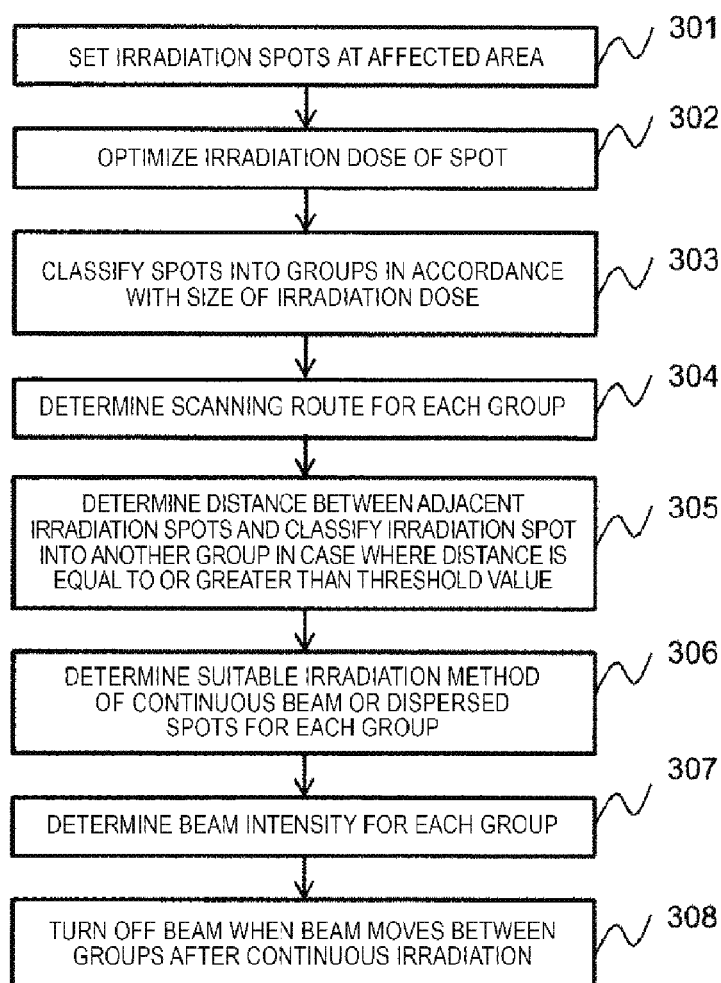 301
SET IRRADIATION SPOTS AT AFFECTED AREA
302
OPTIMIZE IRRADIATION DOSE OF SPOT
303
CLASSIFY SPOTS INTO GROUPS IN ACCORDANCE
WITH SIZE OF IRRADIATION DOSE
304
DETERMINE SCANNING ROUTE FOR EACH GROUP
305
DETERMINE DISTANCE BETWEEN ADJACENT
IRRADIATION SPOTS AND CLASSIFY IRRADIATION SPOT
INTO ANOTHER GROUP IN CASE WHERE DISTANCE IS
EQUAL TO OR GREATER THAN THRESHOLD VALUE
306
DETERMINE SUITABLE IRRADIATION METHOD
OF CONTINUOUS BEAM OR DISPERSED
SPOTS FOR EACH GROUP
307
DETERMINE BEAM INTENSITY FOR EACH GROUP
308
TURN OFF BEAM WHEN BEAM MOVES BETWEEN
GROUPS AFTER CONTINUOUS IRRADIATION